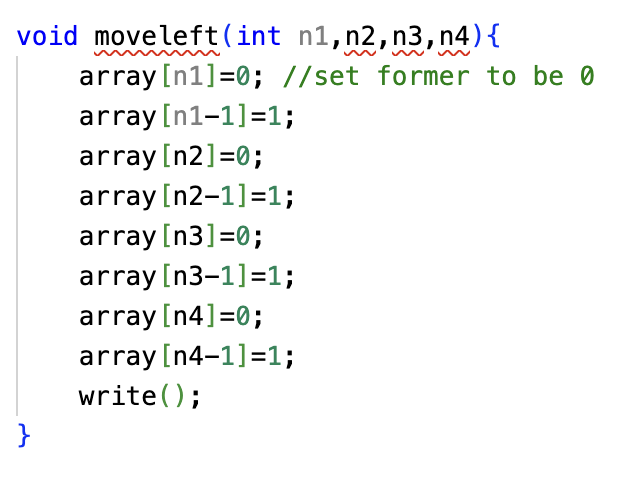 void moveleft(int n1,n2,n3,n4){
    array[n1]=0; //set former to be 0
    array[n1-1]=1;
    array[n2]=0;
    array[n2-1]=1;
    array[n3]=0;
    array[n3-1]=1;
    array[n4]=0;
    array[n4-1]=1;
    write();
}